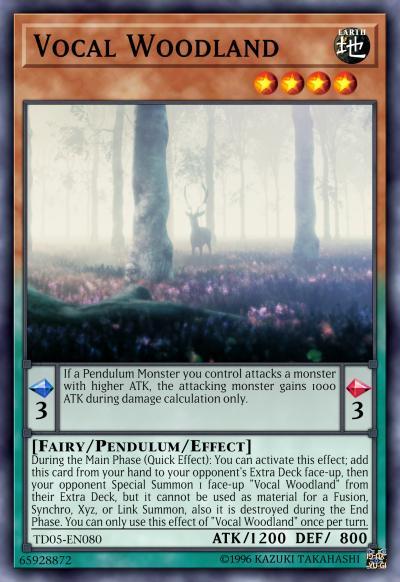 Vocal Woodland
EARTH
地
If a Pendulum Monster you control attacks a monster
with higher ATK, the attacking monster gains 1000
ATK during damage calculation only.
3
3
[Fairy/Pendulum/Effect]
During the Main Phase (Quick Effect): You can activate this effect; add
this card from your hand to your opponent's Extra Deck face-up, then
your opponent Special Summon 1 face-up "Vocal Woodland" from
their Extra Deck, but it cannot be used as material for a Fusion,
Synchro, Xyz, or Link Summon, also it is destroyed during the End
Phase. You can only use this effect of "Vocal Woodland" once per turn.
TD05-EN080
ATK/1200 DEF/ 800
65928872
©1996 KAZUKI TAKAHASHI